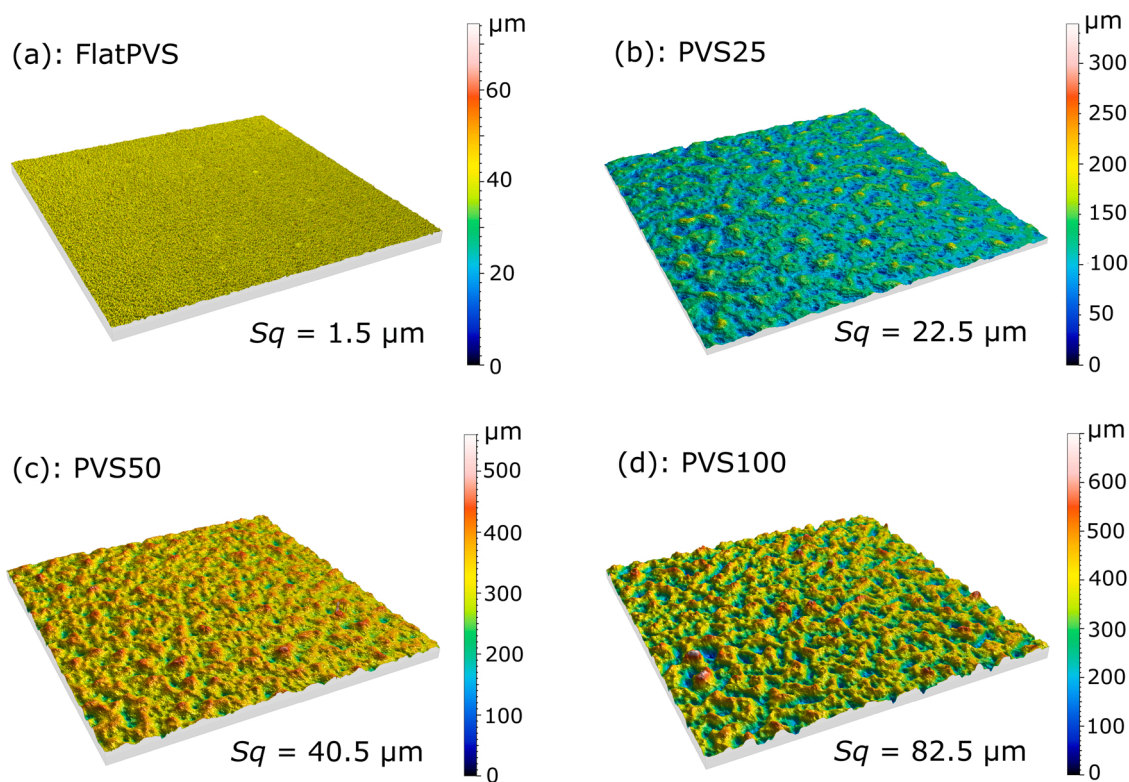 (a): FlatPVS
µm
60
40
20
0
Sq = 1.5 µm
(b): PVS25
µm
300
250
200
150
100
50
0
Sq = 22.5 µm
(c): PVS50
µm
500
400
300
200
100
0
Sq = 40.5 µm
(d): PVS100
µm
600
500
400
300
200
100
0
Sq = 82.5 µm